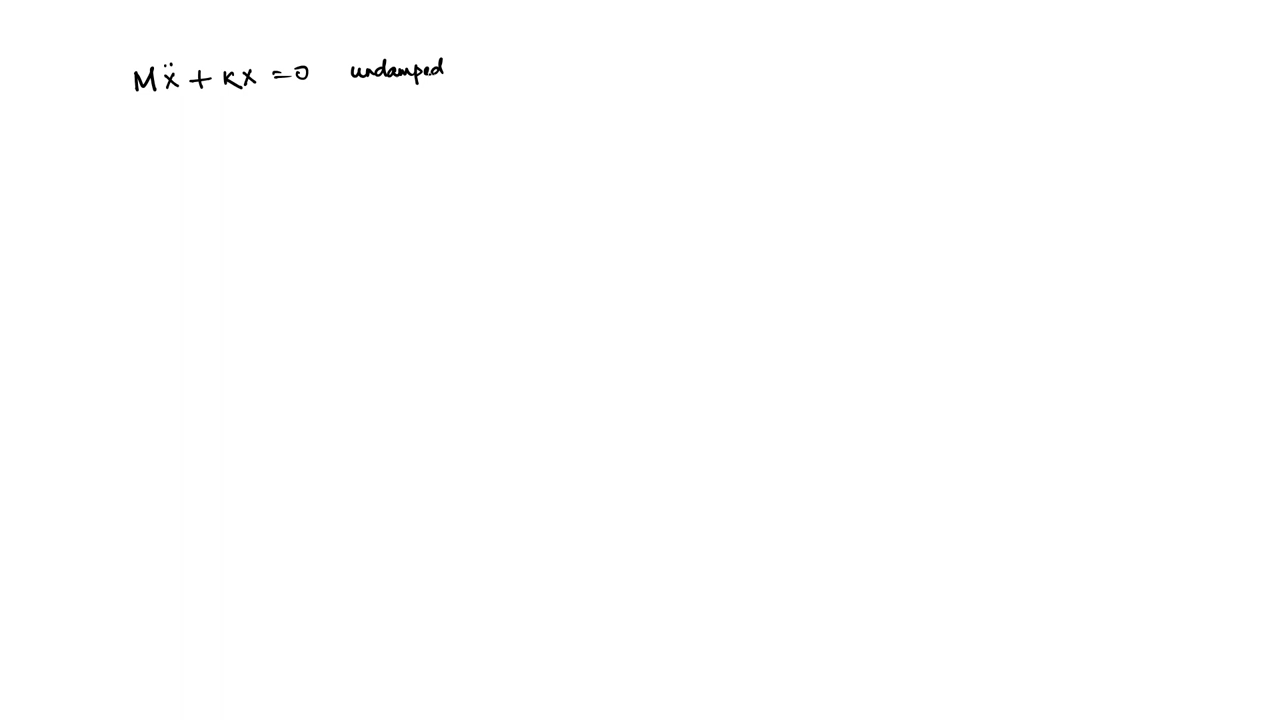 Mẍ + Kx = 0 undamped